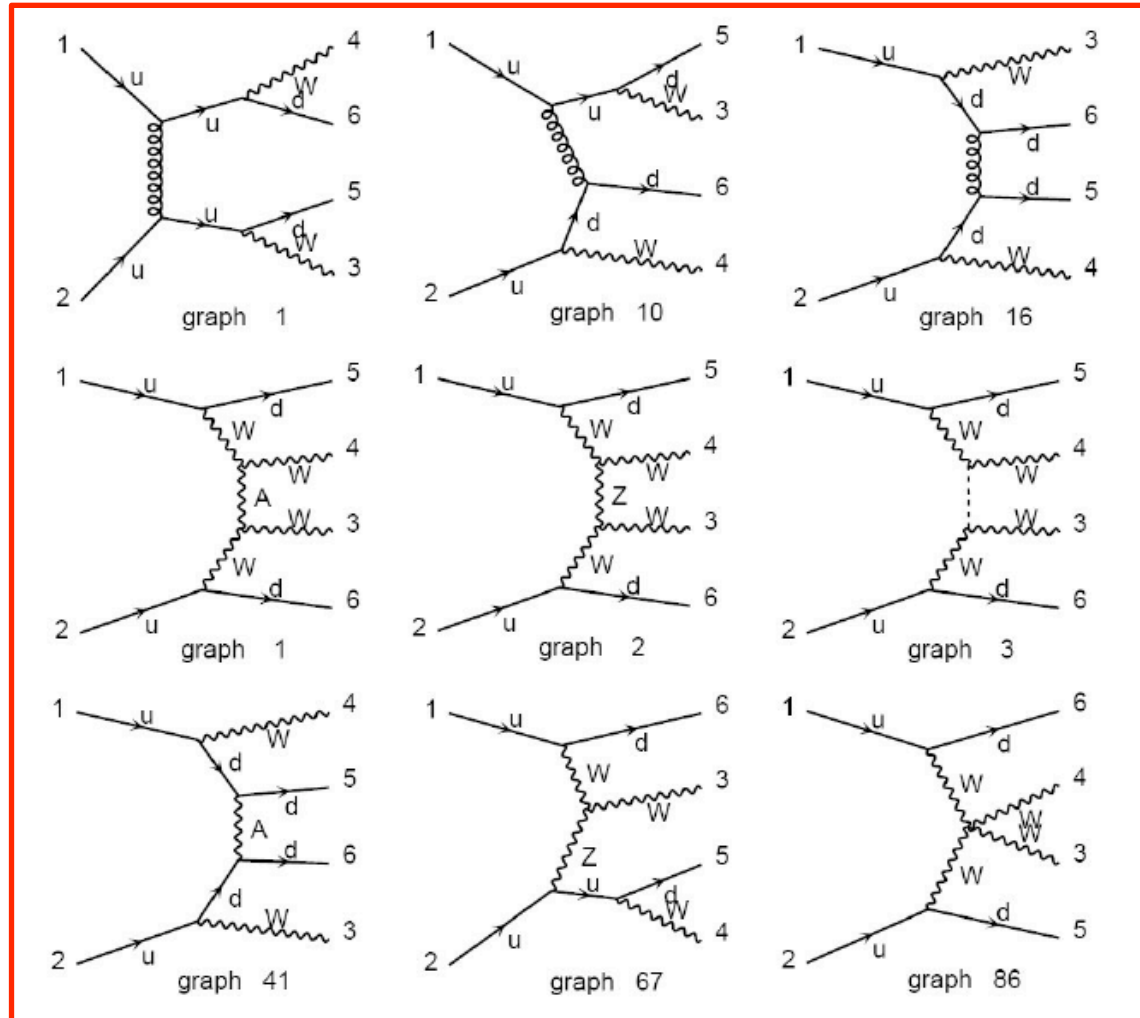 1 u 4 W d 6 u 5 u d W 3 u 2
graph 1
1 u 5 d W 3 u d 6 d W 4 u 2
graph 10
1 u 3 W d 6 d d 5 d W 4 u 2
graph 16
1 u 5 d W 4 W A W 3 W d 6 u 2
graph 1
1 u 5 d W 4 W Z W 3 W d 6 u 2
graph 2
1 u 5 d W 4 W W 3 W d 6 u 2
graph 3
1 u 4 W d 5 d A d 6 d W 3 u 2
graph 41
1 u 6 d W 3 W Z 5 u d W 4 u 2
graph 67
1 u 6 d W 4 W W 3 W d 5 u 2
graph 86